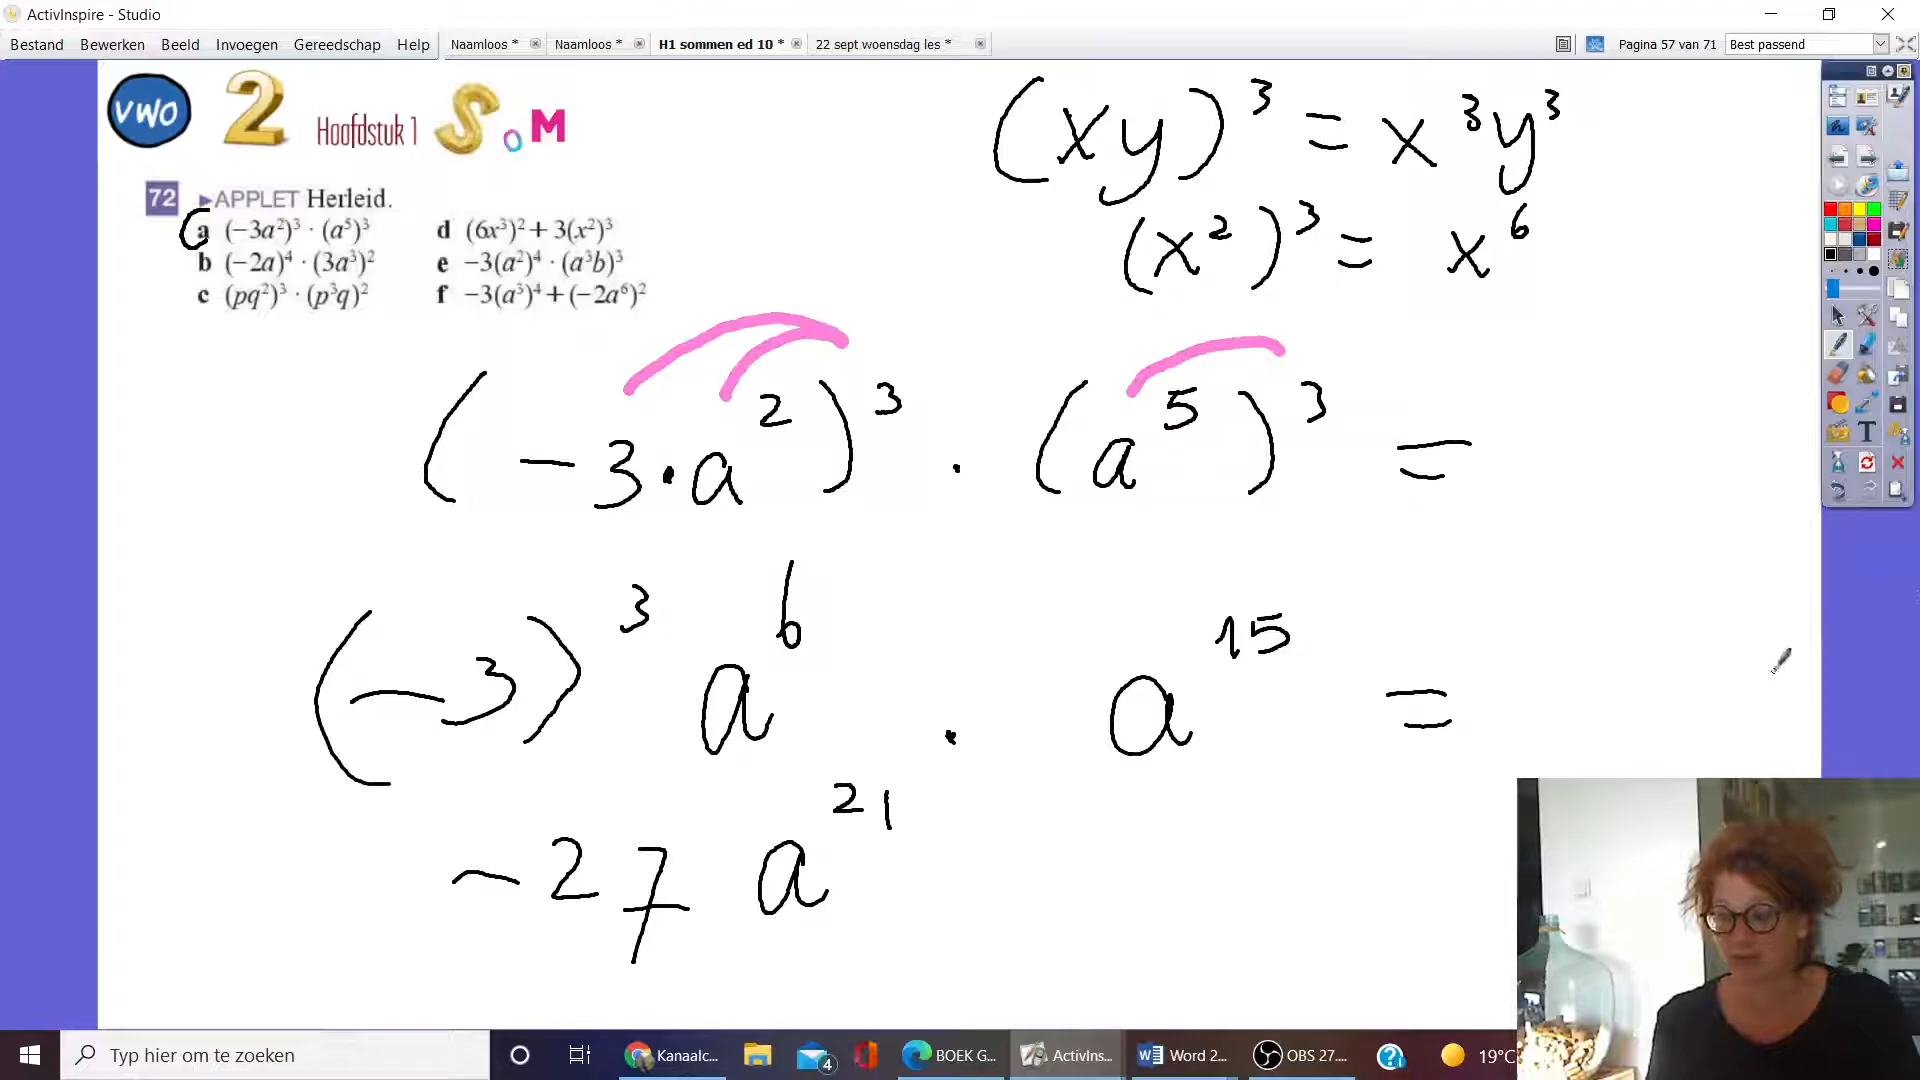 ActivInspire - Studio
Bestand Bewerken Beeld Invoegen Gereedschap Help Naamloos * Naamloos * H1 sommen ed 10 * 22 sept woensdag les * Pagina 57 van 71 Best passend
VWO 2 Hoofdstuk 1 SoM
(xy)³ = x³y³
(x²)³ = x⁶
72 ▶APPLET Herleid.
a (−3a²)³ · (a⁵)³ d (6x³)² + 3(x²)³
b (−2a)⁴ · (3a³)² e −3(a²)⁴ · (a³b)³
c (pq²)³ · (p³q)² f −3(a³)⁴ + (−2a⁶)²
(−3·a²)³ · (a⁵)³ =
(−3)³ a⁶ · a¹⁵ =
−27 a²¹
Typ hier om te zoeken Kanaalc... 4 BOEK G... ActivIns... Word 2... OBS 27.... 19°C